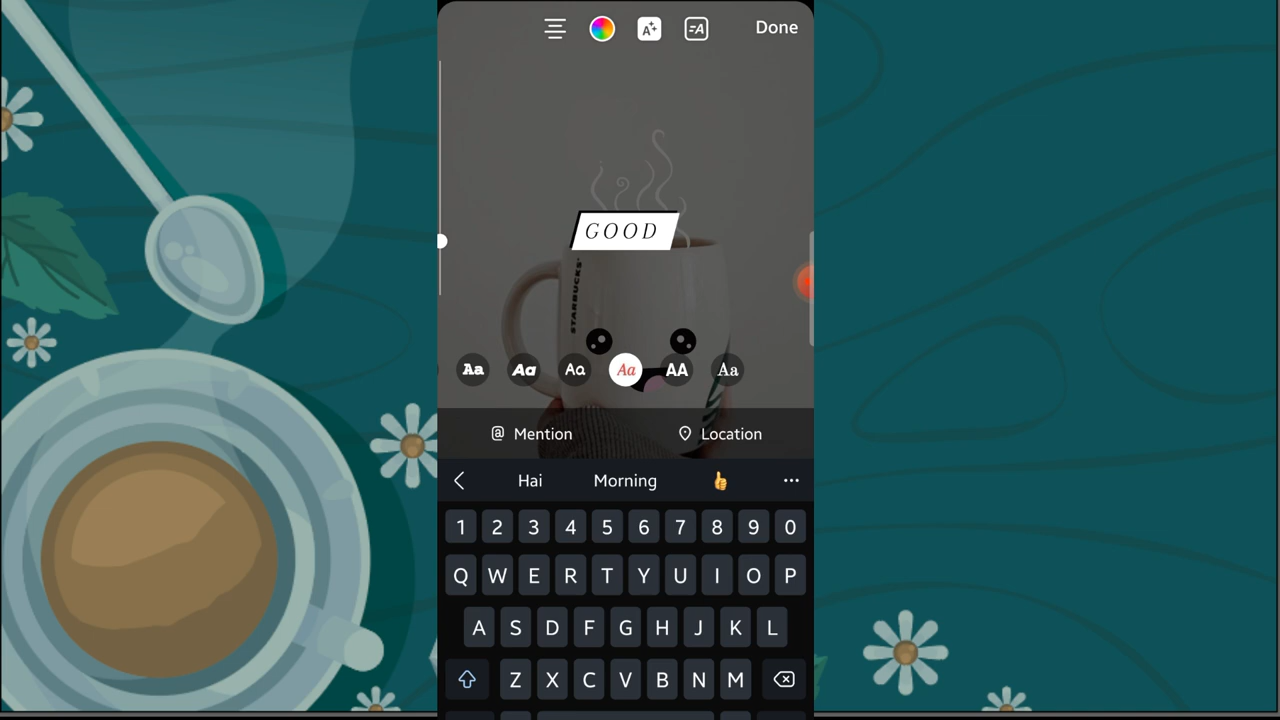 A Done
=A
GOOD
STARBUCKS
Aa Aa Aa Aa AA Aa
@ Mention Location
Hai Morning 👍 ...
1 2 3 4 5 6 7 8 9 0
Q W E R T Y U I O P
A S D F G H J K L
Z X C V B N M